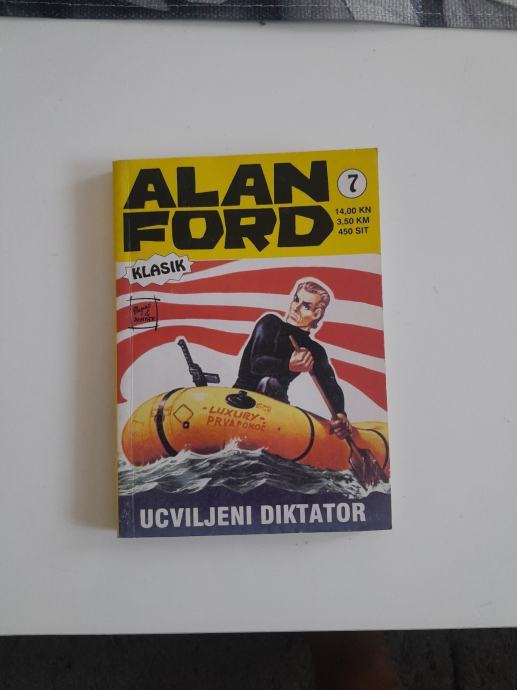 ALAN
FORD
7
14,00 KN
3,50 KM
450 SIT
KLASIK
- LUXURY -
PRVA POMOĆ
UCVILJENI DIKTATOR